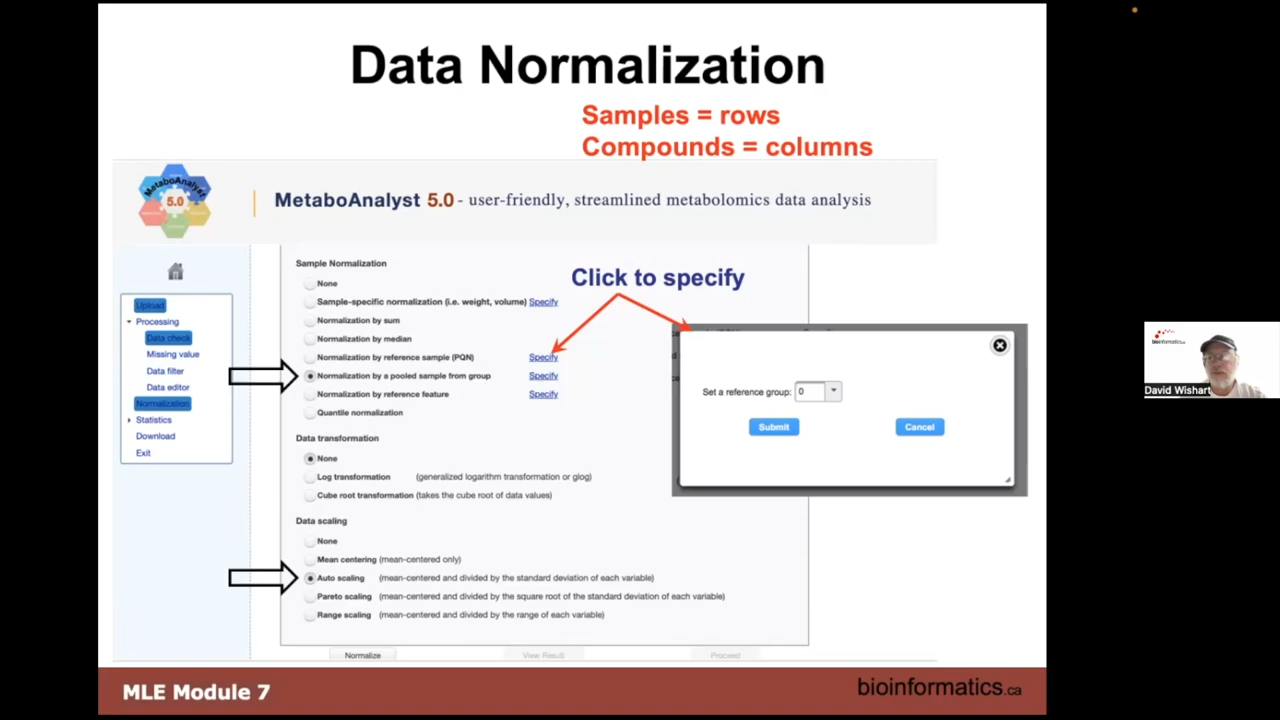 Data Normalization
Samples = rows
Compounds = columns
MetaboAnalyst
5.0
MetaboAnalyst 5.0 - user-friendly, streamlined metabolomics data analysis
Upload
Processing
Data check
Missing value
Data filter
Data editor
Normalization
Statistics
Download
Exit
Sample Normalization
None
Sample-specific normalization (i.e. weight, volume) Specify
Normalization by sum
Normalization by median
Normalization by reference sample (PQN) Specify
Normalization by a pooled sample from group Specify
Normalization by reference feature Specify
Quantile normalization
Data transformation
None
Log transformation (generalized logarithm transformation or glog)
Cube root transformation (takes the cube root of data values)
Data scaling
None
Mean centering (mean-centered only)
Auto scaling (mean-centered and divided by the standard deviation of each variable)
Pareto scaling (mean-centered and divided by the square root of the standard deviation of each variable)
Range scaling (mean-centered and divided by the range of each variable)
Normalize View Result Proceed
Click to specify
Set a reference group: 0
Submit Cancel
MLE Module 7
bioinformatics.ca
bioinformatics.ca
David Wishart